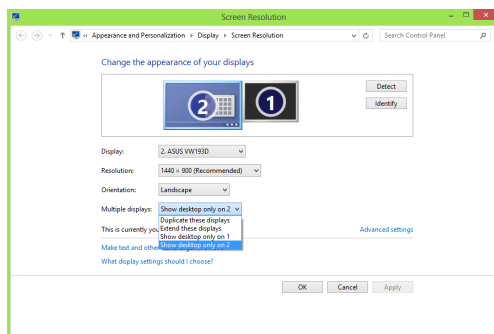 Screen Resolution
« Appearance and Personalization ▸ Display ▸ Screen Resolution
Search Control Panel
Change the appearance of your displays
2
1
Detect
Identify
Display: 2. ASUS VW193D
Resolution: 1440 × 900 (Recommended)
Orientation: Landscape
Multiple displays: Show desktop only on 2
Duplicate these displays
This is currently you Extend these displays Advanced settings
Show desktop only on 1
Make text and othe Show desktop only on 2
What display settings should I choose?
OK Cancel Apply